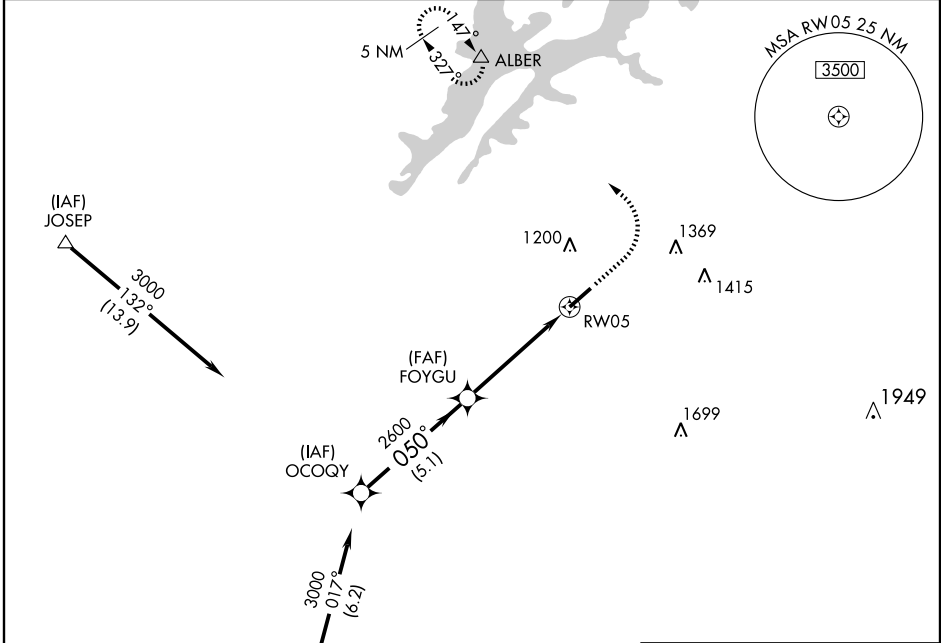 147°
5 NM
ALBER
327°
MSA RW05 25 NM
3500
(IAF)
JOSEP
3000
132°
(13.9)
1200
1369
1415
RW05
(FAF)
FOYGU
1949
1699
2600
050°
(5.1)
(IAF)
OCOQY
3000
017°
(6.2)